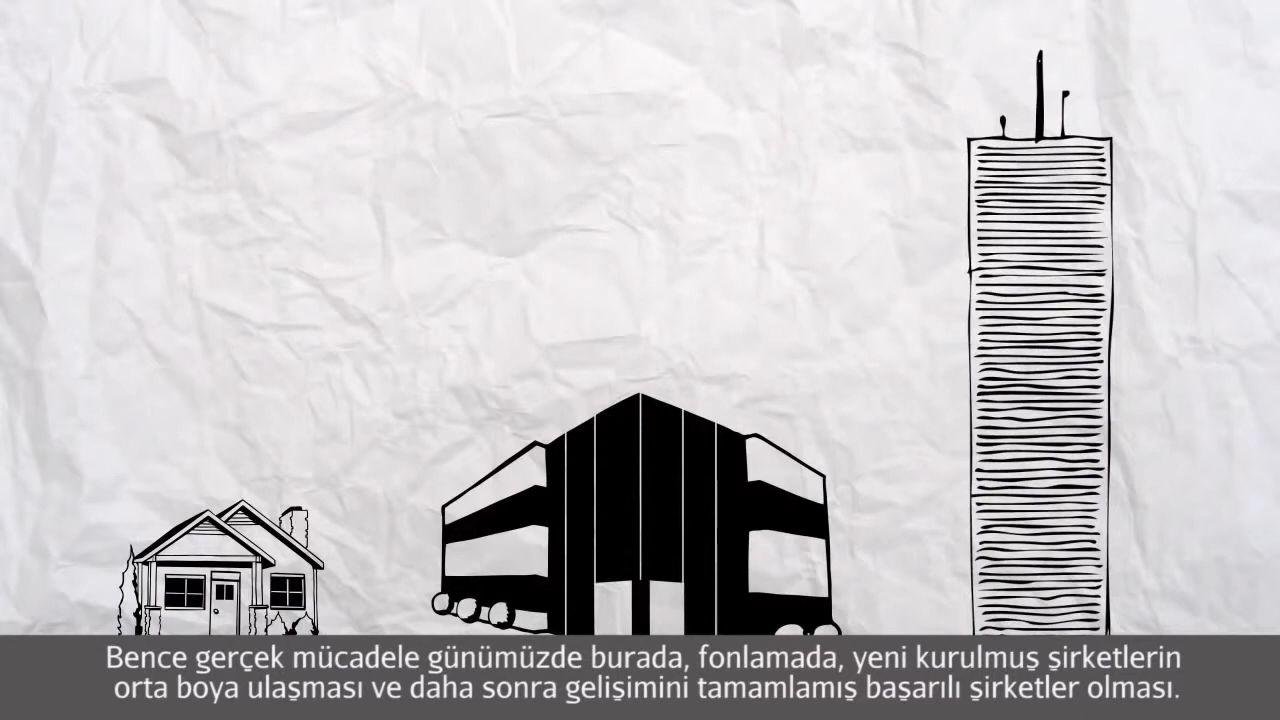 Bence gerçek mücadele günümüzde burada, fonlamada, yeni kurulmuş şirketlerin
orta boya ulaşması ve daha sonra gelişimini tamamlamış başarılı şirketler olması.